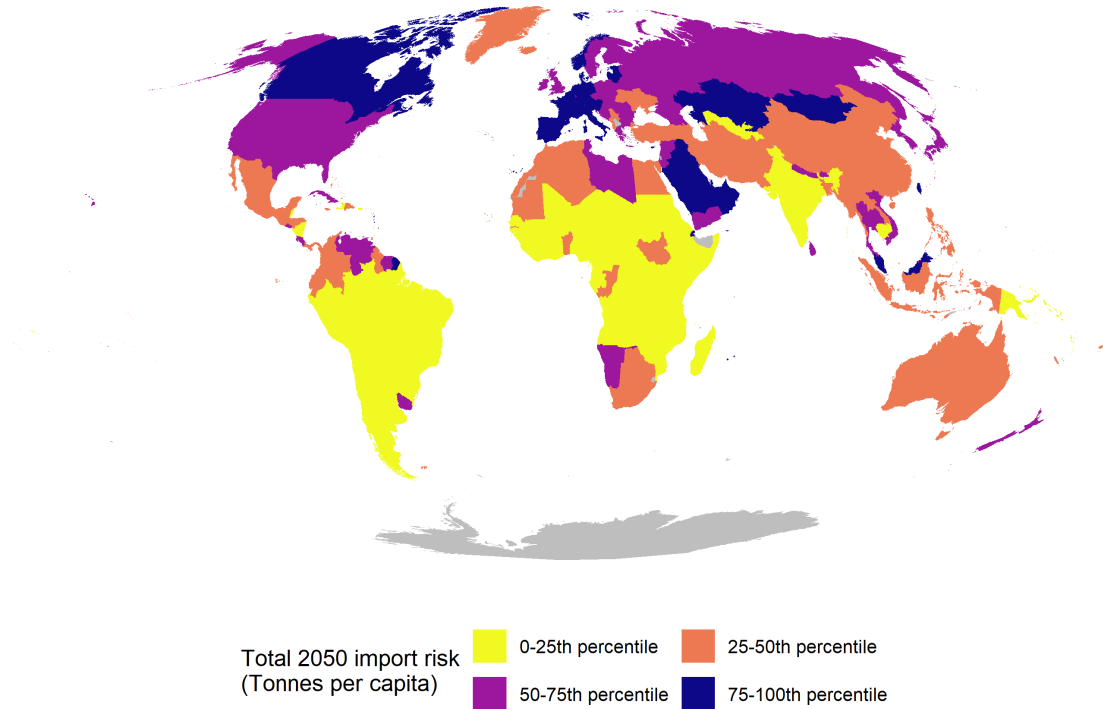 Total 2050 import risk
(Tonnes per capita)
0-25th percentile
25-50th percentile
50-75th percentile
75-100th percentile